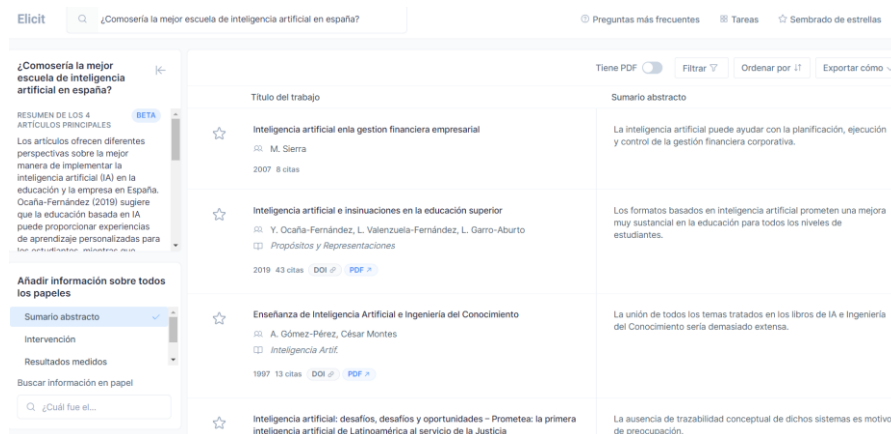 Elicit
¿Comosería la mejor escuela de inteligencia artificial en españa?
Preguntas más frecuentes
Tareas
Sembrado de estrellas
¿Comosería la mejor
escuela de inteligencia
artificial en españa?
RESUMEN DE LOS 4
ARTÍCULOS PRINCIPALES
BETA
Los artículos ofrecen diferentes
perspectivas sobre la mejor
manera de implementar la
inteligencia artificial (IA) en la
educación y la empresa en España.
Ocaña-Fernández (2019) sugiere
que la educación basada en IA
puede proporcionar experiencias
de aprendizaje personalizadas para
los estudiantes, mientras que
Añadir información sobre todos
los papeles
Sumario abstracto
Intervención
Resultados medidos
Buscar información en papel
¿Cuál fue el...
Tiene PDF
Filtrar
Ordenar por
Exportar cómo
Título del trabajo
Sumario abstracto
Inteligencia artificial enla gestion financiera empresarial
M. Sierra
2007 8 citas
La inteligencia artificial puede ayudar con la planificación, ejecución
y control de la gestión financiera corporativa.
Inteligencia artificial e insinuaciones en la educación superior
Y. Ocaña-Fernández, L. Valenzuela-Fernández, L. Garro-Aburto
Propósitos y Representaciones
2019 43 citas DOI PDF
Los formatos basados en inteligencia artificial prometen una mejora
muy sustancial en la educación para todos los niveles de
estudiantes.
Enseñanza de Inteligencia Artificial e Ingeniería del Conocimiento
A. Gómez-Pérez, César Montes
Inteligencia Artif.
1997 13 citas DOI PDF
La unión de todos los temas tratados en los libros de IA e Ingeniería
del Conocimiento sería demasiado extensa.
Inteligencia artificial: desafíos, desafíos y oportunidades – Prometea: la primera
inteligencia artificial de Latinoamérica al servicio de la Justicia
La ausencia de trazabilidad conceptual de dichos sistemas es motivo
de preocupación.